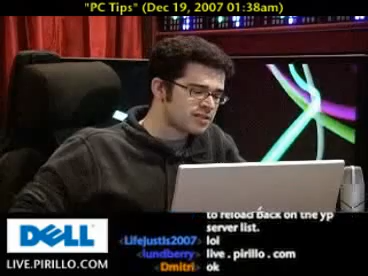 "PC Tips" (Dec 19, 2007 01:38am)
to reload back on the yp
server list.
<LifeJustIs2007> lol
<lundberry> live . pirillo . com
<Dmitri> ok
DELL
LIVE.PIRILLO.COM